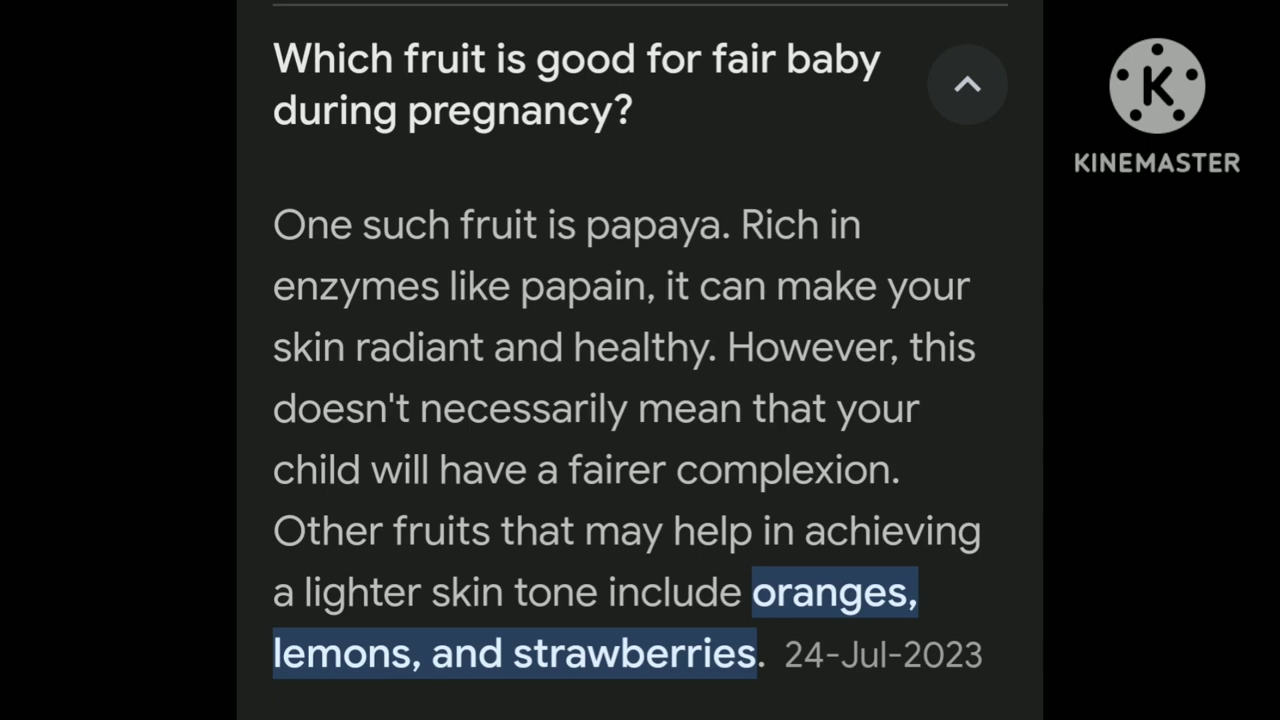 Which fruit is good for fair baby
during pregnancy?
K
KINEMASTER
One such fruit is papaya. Rich in
enzymes like papain, it can make your
skin radiant and healthy. However, this
doesn't necessarily mean that your
child will have a fairer complexion.
Other fruits that may help in achieving
a lighter skin tone include oranges,
lemons, and strawberries. 24-Jul-2023